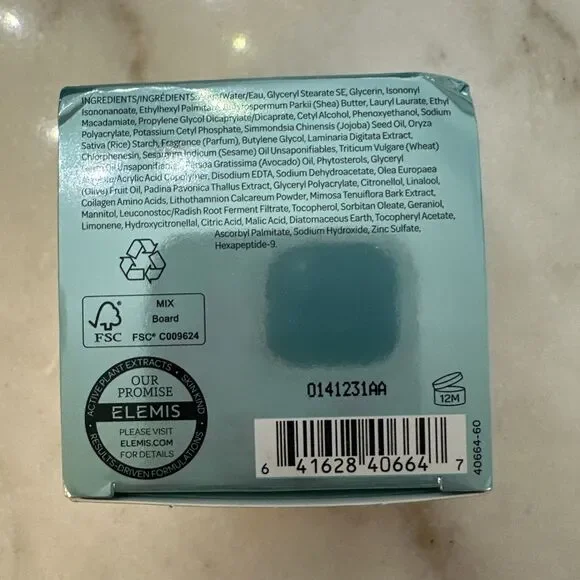 INGREDIENTS/INGRÉDIENTS: Water/Eau, Glyceryl Stearate SE, Glycerin, Isononyl
Isononanoate, Ethylhexyl Palmitate, Parkii (Shea) Butter, Lauryl Laurate, Ethyl
Macadamiate, Propylene Glycol Dicaprylate/Dicaprate, Cetyl Alcohol, Phenoxyethanol, Sodium
Polyacrylate, Potassium Cetyl Phosphate, Simmondsia Chinensis (Jojoba) Seed Oil, Oryza
Sativa (Rice) Starch, Fragrance (Parfum), Butylene Glycol, Laminaria Digitata Extract,
Chlorphenesin, Sesamum Indicum (Sesame) Oil Unsaponifiables, Triticum Vulgare (Wheat)
Oil Unsaponifiables, Persea Gratissima (Avocado) Oil, Phytosterols, Glyceryl
Acrylate/Acrylic Acid Copolymer, Disodium EDTA, Sodium Dehydroacetate, Olea Europaea
(Olive) Fruit Oil, Padina Pavonica Thallus Extract, Glyceryl Polyacrylate, Citronellol, Linalool,
Collagen Amino Acids, Lithothamnion Calcareum Powder, Mimosa Tenuiflora Bark Extract,
Mannitol, Leuconostoc/Radish Root Ferment Filtrate, Tocopherol, Sorbitan Oleate, Geraniol,
Limonene, Hydroxycitronellal, Citric Acid, Malic Acid, Diatomaceous Earth, Tocopheryl Acetate,
Ascorbyl Palmitate, Sodium Hydroxide, Zinc Sulfate,
Hexapeptide-9.
MIX
Board
FSC
FSC® C009624
ACTIVE PLANT EXTRACTS • SKIN KIND
OUR
PROMISE
ELEMIS
PLEASE VISIT
ELEMIS.COM
FOR DETAILS
RESULTS-DRIVEN FORMULATIONS
0141231AA
12M
6 41628 40664 7
40664-60